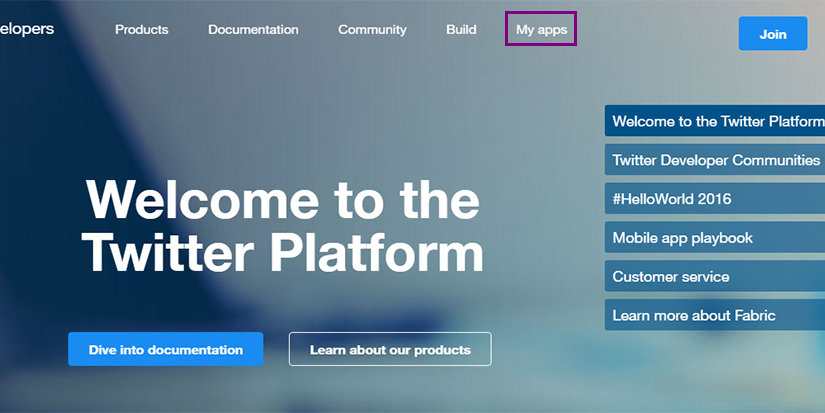 elopers
Products
Documentation
Community
Build
My apps
Join
Welcome to the Twitter Platform
Twitter Developer Communities
#HelloWorld 2016
Mobile app playbook
Customer service
Learn more about Fabric
Welcome to the
Twitter Platform
Dive into documentation
Learn about our products